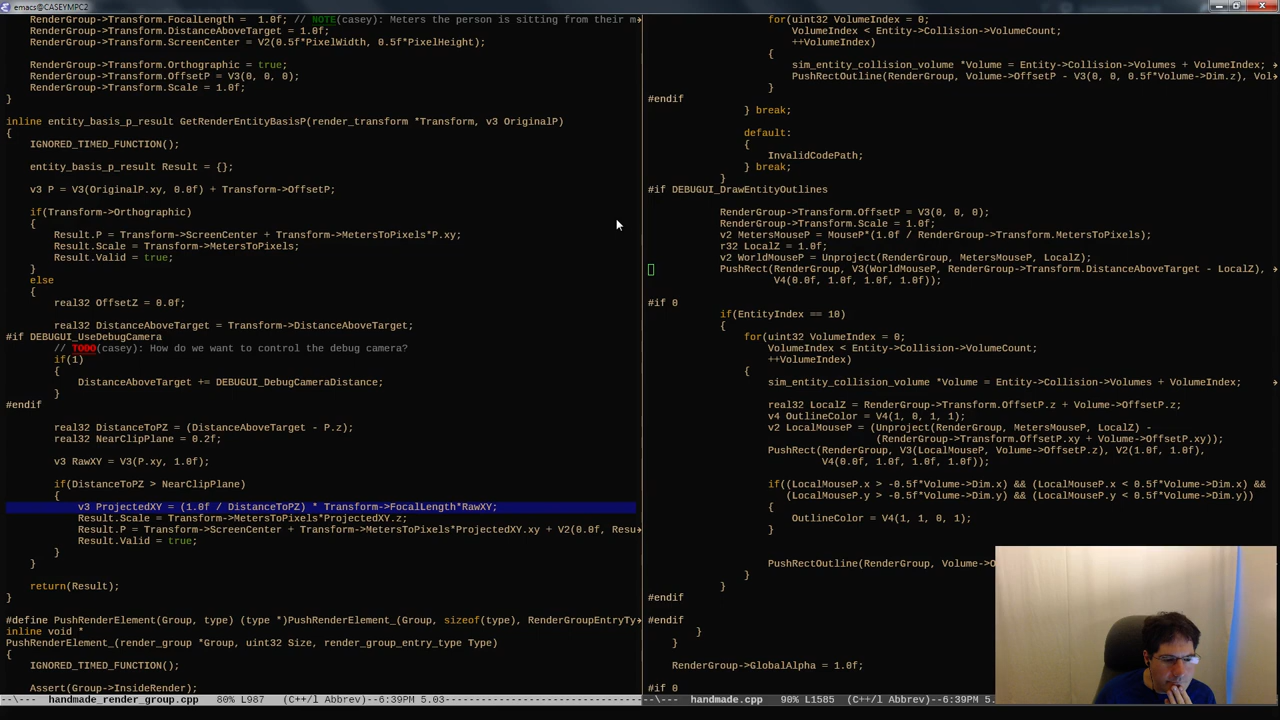 emacs@CASEYMPC2
RenderGroup->Transform.FocalLength =  1.0f; // NOTE(casey): Meters the person is sitting from their m
RenderGroup->Transform.DistanceAboveTarget = 1.0f;
RenderGroup->Transform.ScreenCenter = V2(0.5f*PixelWidth, 0.5f*PixelHeight);
RenderGroup->Transform.Orthographic = true;
RenderGroup->Transform.OffsetP = V3(0, 0, 0);
RenderGroup->Transform.Scale = 1.0f;
}
inline entity_basis_p_result GetRenderEntityBasisP(render_transform *Transform, v3 OriginalP)
{
IGNORED_TIMED_FUNCTION();
entity_basis_p_result Result = {};
v3 P = V3(OriginalP.xy, 0.0f) + Transform->OffsetP;
if(Transform->Orthographic)
{
Result.P = Transform->ScreenCenter + Transform->MetersToPixels*P.xy;
Result.Scale = Transform->MetersToPixels;
Result.Valid = true;
}
else
{
real32 OffsetZ = 0.0f;
real32 DistanceAboveTarget = Transform->DistanceAboveTarget;
#if DEBUGUI_UseDebugCamera
// TODO(casey): How do we want to control the debug camera?
if(1)
{
DistanceAboveTarget += DEBUGUI_DebugCameraDistance;
}
#endif
real32 DistanceToPZ = (DistanceAboveTarget - P.z);
real32 NearClipPlane = 0.2f;
v3 RawXY = V3(P.xy, 1.0f);
if(DistanceToPZ > NearClipPlane)
{
v3 ProjectedXY = (1.0f / DistanceToPZ) * Transform->FocalLength*RawXY;
Result.Scale = Transform->MetersToPixels*ProjectedXY.z;
Result.P = Transform->ScreenCenter + Transform->MetersToPixels*ProjectedXY.xy + V2(0.0f, Resu
Result.Valid = true;
}
}
return(Result);
}
#define PushRenderElement(Group, type) (type *)PushRenderElement_(Group, sizeof(type), RenderGroupEntryTy
inline void *
PushRenderElement_(render_group *Group, uint32 Size, render_group_entry_type Type)
{
IGNORED_TIMED_FUNCTION();
Assert(Group->InsideRender);
--\---  handmade_render_group.cpp   80% L987   (C++/l Abbrev)--6:39PM 5.03
for(uint32 VolumeIndex = 0;
VolumeIndex < Entity->Collision->VolumeCount;
++VolumeIndex)
{
sim_entity_collision_volume *Volume = Entity->Collision->Volumes + VolumeIndex;
PushRectOutline(RenderGroup, Volume->OffsetP - V3(0, 0, 0.5f*Volume->Dim.z), Vol
}
#endif
} break;
default:
{
InvalidCodePath;
} break;
}
#if DEBUGUI_DrawEntityOutlines
RenderGroup->Transform.OffsetP = V3(0, 0, 0);
RenderGroup->Transform.Scale = 1.0f;
v2 MetersMouseP = MouseP*(1.0f / RenderGroup->Transform.MetersToPixels);
r32 LocalZ = 1.0f;
v2 WorldMouseP = Unproject(RenderGroup, MetersMouseP, LocalZ);
PushRect(RenderGroup, V3(WorldMouseP, RenderGroup->Transform.DistanceAboveTarget - LocalZ),
V4(0.0f, 1.0f, 1.0f, 1.0f));
#if 0
if(EntityIndex == 10)
{
for(uint32 VolumeIndex = 0;
VolumeIndex < Entity->Collision->VolumeCount;
++VolumeIndex)
{
sim_entity_collision_volume *Volume = Entity->Collision->Volumes + VolumeIndex;
real32 LocalZ = RenderGroup->Transform.OffsetP.z + Volume->OffsetP.z;
v4 OutlineColor = V4(1, 0, 1, 1);
v2 LocalMouseP = (Unproject(RenderGroup, MetersMouseP, LocalZ) -
(RenderGroup->Transform.OffsetP.xy + Volume->OffsetP.xy));
PushRect(RenderGroup, V3(LocalMouseP, Volume->OffsetP.z), V2(1.0f, 1.0f),
V4(0.0f, 1.0f, 1.0f, 1.0f));
if((LocalMouseP.x > -0.5f*Volume->Dim.x) && (LocalMouseP.x < 0.5f*Volume->Dim.x) &&
(LocalMouseP.y > -0.5f*Volume->Dim.y) && (LocalMouseP.y < 0.5f*Volume->Dim.y))
{
OutlineColor = V4(1, 1, 0, 1);
}
PushRectOutline(RenderGroup, Volume->O
}
}
#endif
#endif
}
}
RenderGroup->GlobalAlpha = 1.0f;
#if 0
--\---  handmade.cpp   90% L1585  (C++/l Abbrev)--6:39PM 5.